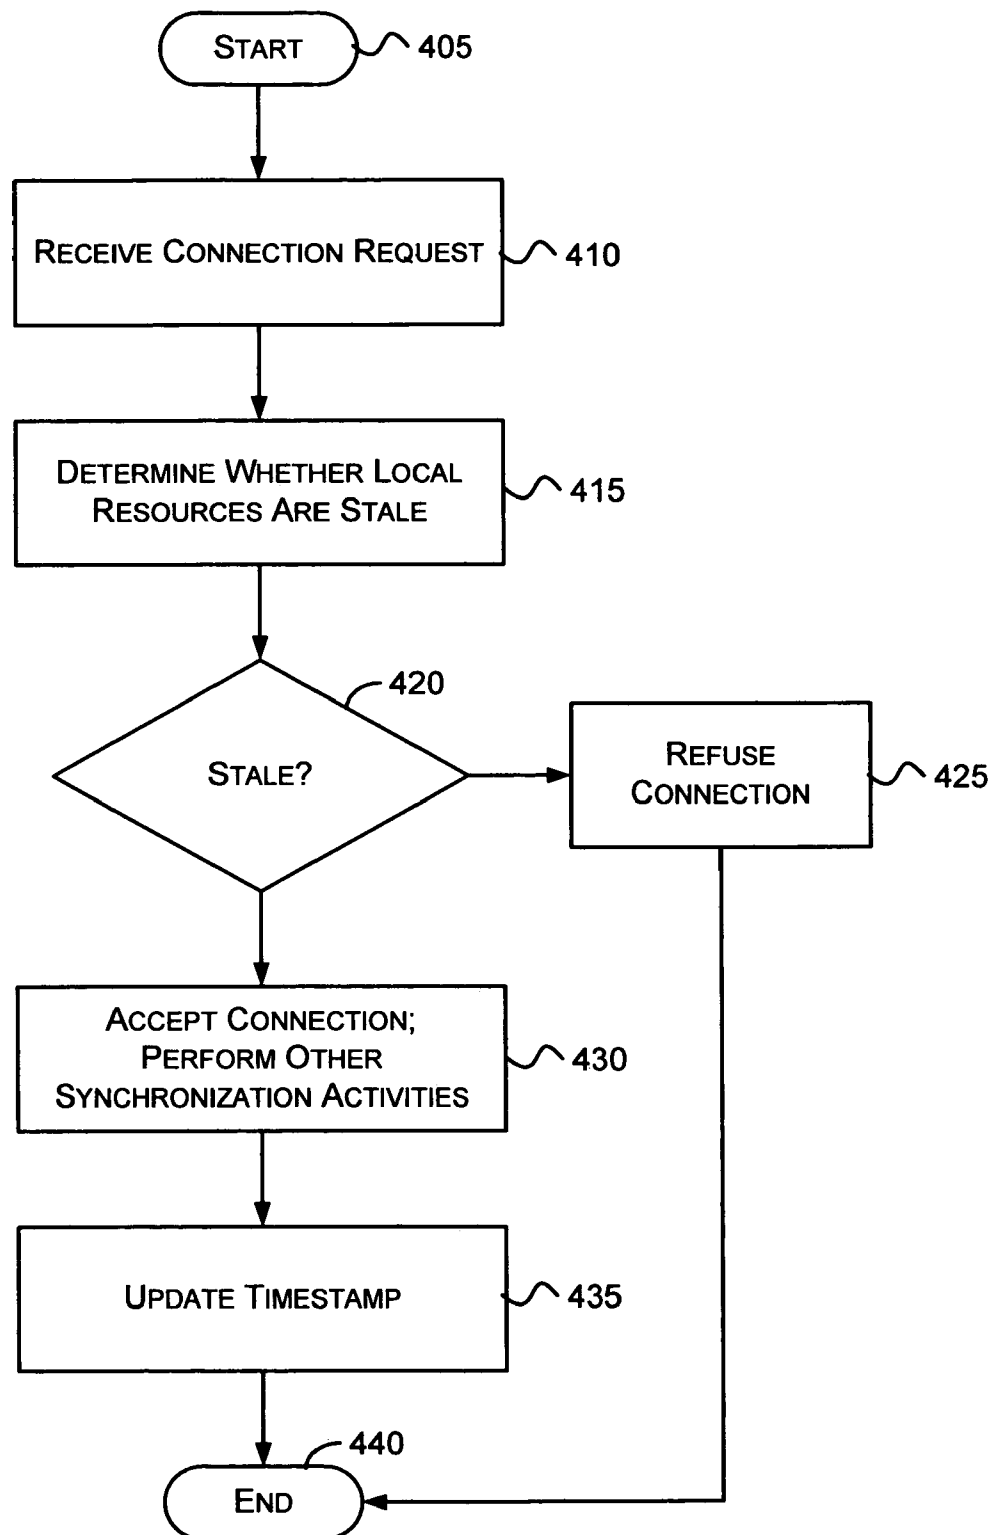 START
405
RECEIVE CONNECTION REQUEST
410
DETERMINE WHETHER LOCAL
RESOURCES ARE STALE
415
420
STALE?
REFUSE
CONNECTION
425
ACCEPT CONNECTION;
PERFORM OTHER
SYNCHRONIZATION ACTIVITIES
430
UPDATE TIMESTAMP
435
440
END